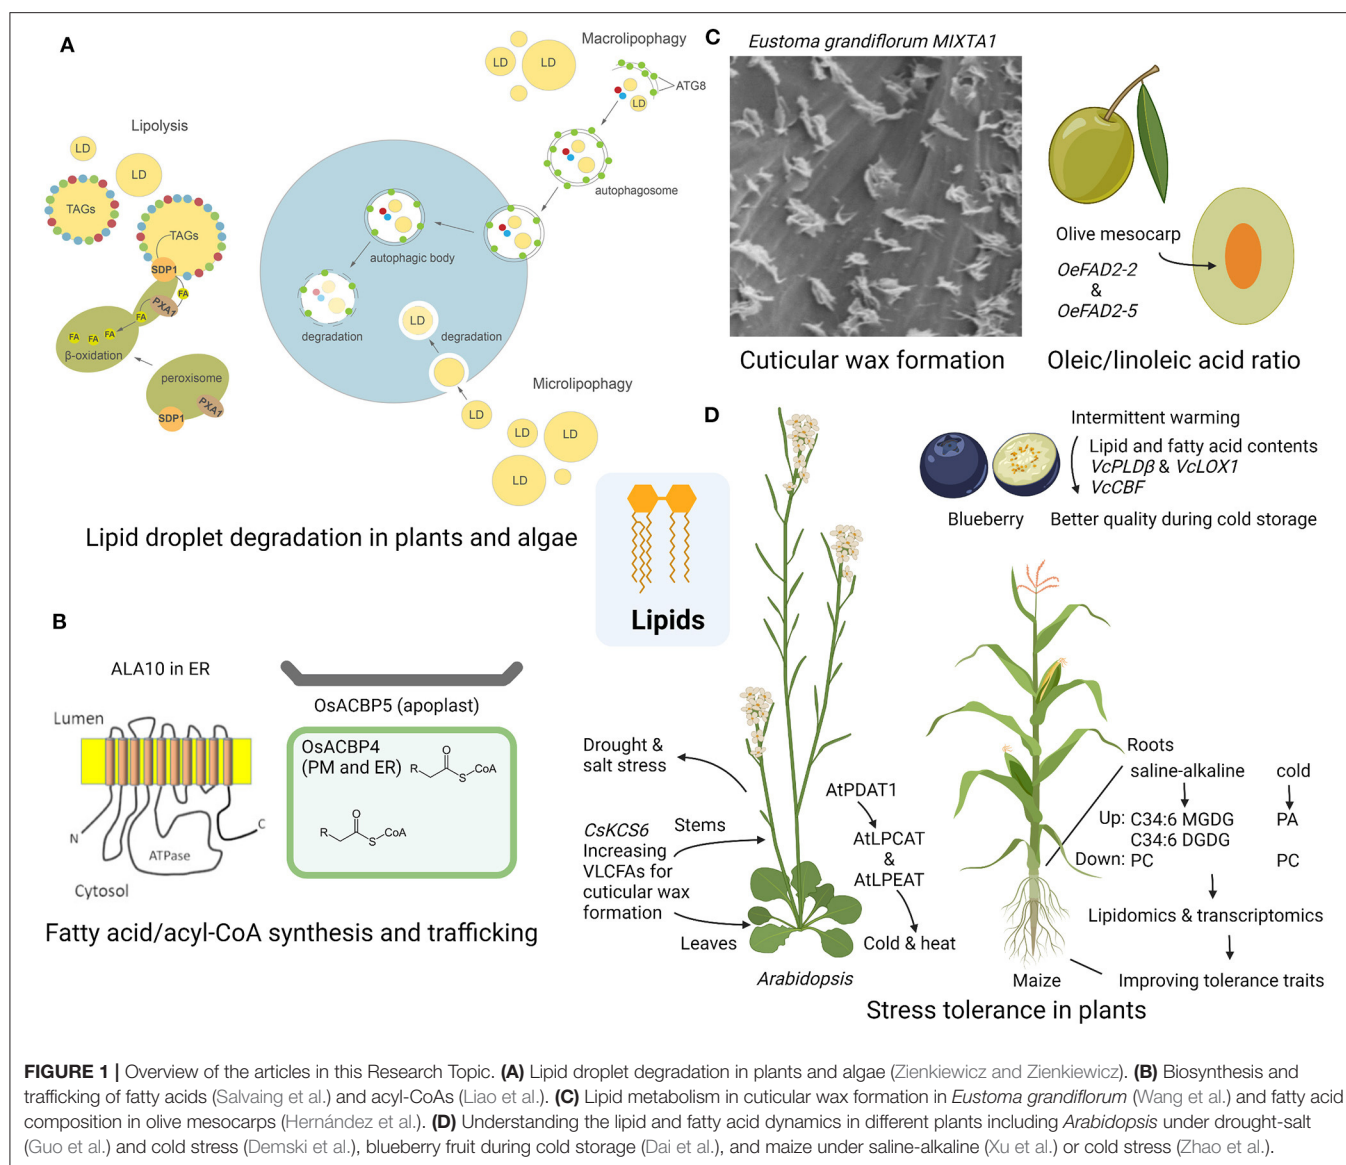 A
Macrolipophagy
LD
LD
ATG8
LD
Lipolysis
LD
LD
autophagosome
TAGs
TAGs
SDP1
FA
PXA1
FA
FA
FA
FA
β-oxidation
peroxisome
PXA1
SDP1
autophagic body
degradation
LD
degradation
Microlipophagy
LD
LD
LD
LD
Lipid droplet degradation in plants and algae
B
ALA10 in ER
Lumen
N
C
ATPase
Cytosol
OsACBP5 (apoplast)
OsACBP4
(PM and ER)
R
O
S
CoA
R
O
S
CoA
Fatty acid/acyl-CoA synthesis and trafficking
Lipids
C
Eustoma grandiflorum MIXTA1
Cuticular wax formation
Olive mesocarp
OeFAD2-2
&
OeFAD2-5
Oleic/linoleic acid ratio
D
Intermittent warming
Lipid and fatty acid contents
VcPLDβ & VcLOX1
VcCBF
Blueberry
Better quality during cold storage
Drought &
salt stress
CsKCS6
Increasing
VLCFAs for
cuticular wax
formation
Stems
Leaves
AtPDAT1
AtLPCAT
&
AtLPEAT
Cold & heat
Arabidopsis
Roots
saline-alkaline cold
Up: C34:6 MGDG PA
C34:6 DGDG
Down: PC PC
Lipidomics & transcriptomics
Maize
Improving tolerance traits
Stress tolerance in plants
FIGURE 1 | Overview of the articles in this Research Topic. (A) Lipid droplet degradation in plants and algae (Zienkiewicz and Zienkiewicz). (B) Biosynthesis and
trafficking of fatty acids (Salvaing et al.) and acyl-CoAs (Liao et al.). (C) Lipid metabolism in cuticular wax formation in Eustoma grandiflorum (Wang et al.) and fatty acid
composition in olive mesocarps (Hernández et al.). (D) Understanding the lipid and fatty acid dynamics in different plants including Arabidopsis under drought-salt
(Guo et al.) and cold stress (Demski et al.), blueberry fruit during cold storage (Dai et al.), and maize under saline-alkaline (Xu et al.) or cold stress (Zhao et al.).